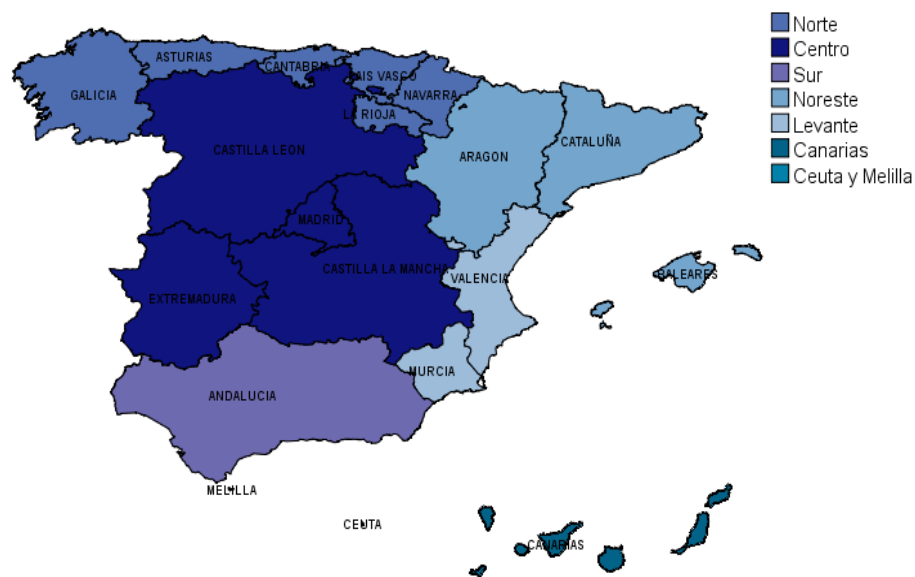 Norte
Centro
Sur
Noreste
Levante
Canarias
Ceuta y Melilla
ASTURIAS
CANTABRIA
PAIS VASCO
GALICIA
NAVARRA
LA RIOJA
CASTILLA LEON
ARAGON
CATALUÑA
MADRID
CASTILLA LA MANCHA
VALENCIA
BALEARES
EXTREMADURA
MURCIA
ANDALUCIA
MELILLA
CEUTA
CANARIAS